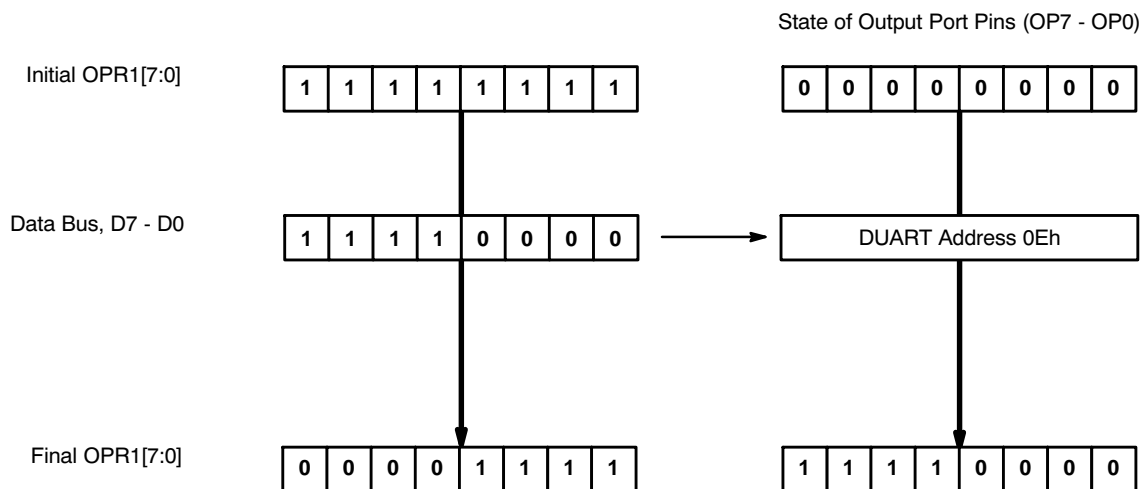 State of Output Port Pins (OP7 - OP0)
Initial OPR1[7:0]
1 1 1 1 1 1 1 1
0 0 0 0 0 0 0 0
Data Bus, D7 - D0
1 1 1 1 0 0 0 0
DUART Address 0Eh
Final OPR1[7:0]
0 0 0 0 1 1 1 1
1 1 1 1 0 0 0 0